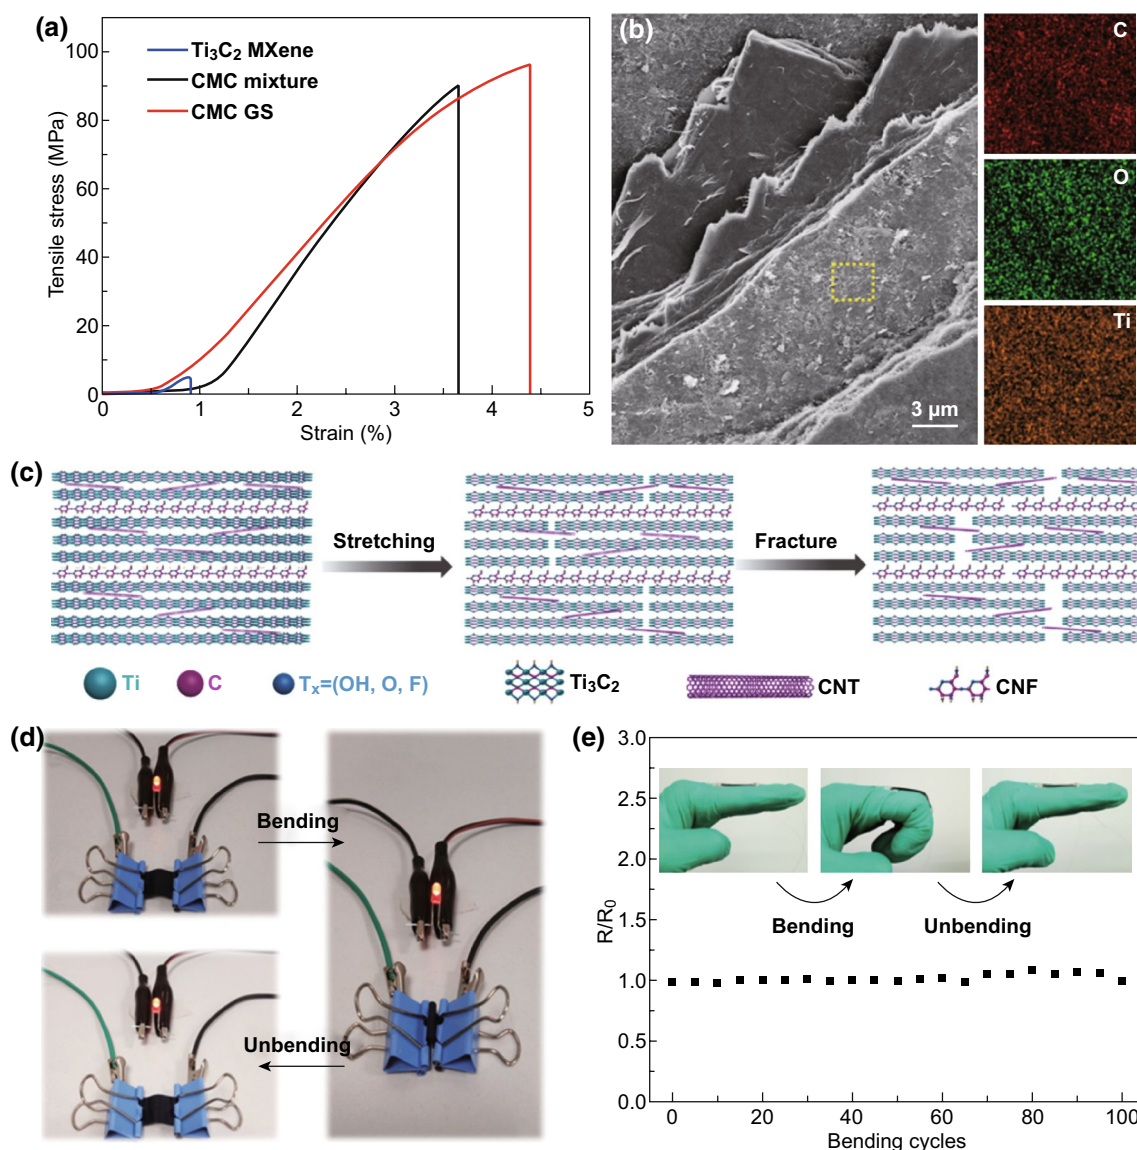 (a)
Ti₃C₂ MXene
CMC mixture
CMC GS
Tensile stress (MPa)
100
80
60
40
20
0
0 1 2 3 4 5
Strain (%)
(b)
3 µm
C
O
Ti
(c)
Stretching
Fracture
Ti
C
Tₓ=(OH, O, F)
Ti₃C₂
CNT
CNF
(d)
Bending
Unbending
(e)
R/R₀
3.0
2.5
2.0
1.5
1.0
0.5
0.0
Bending
Unbending
0 20 40 60 80 100
Bending cycles